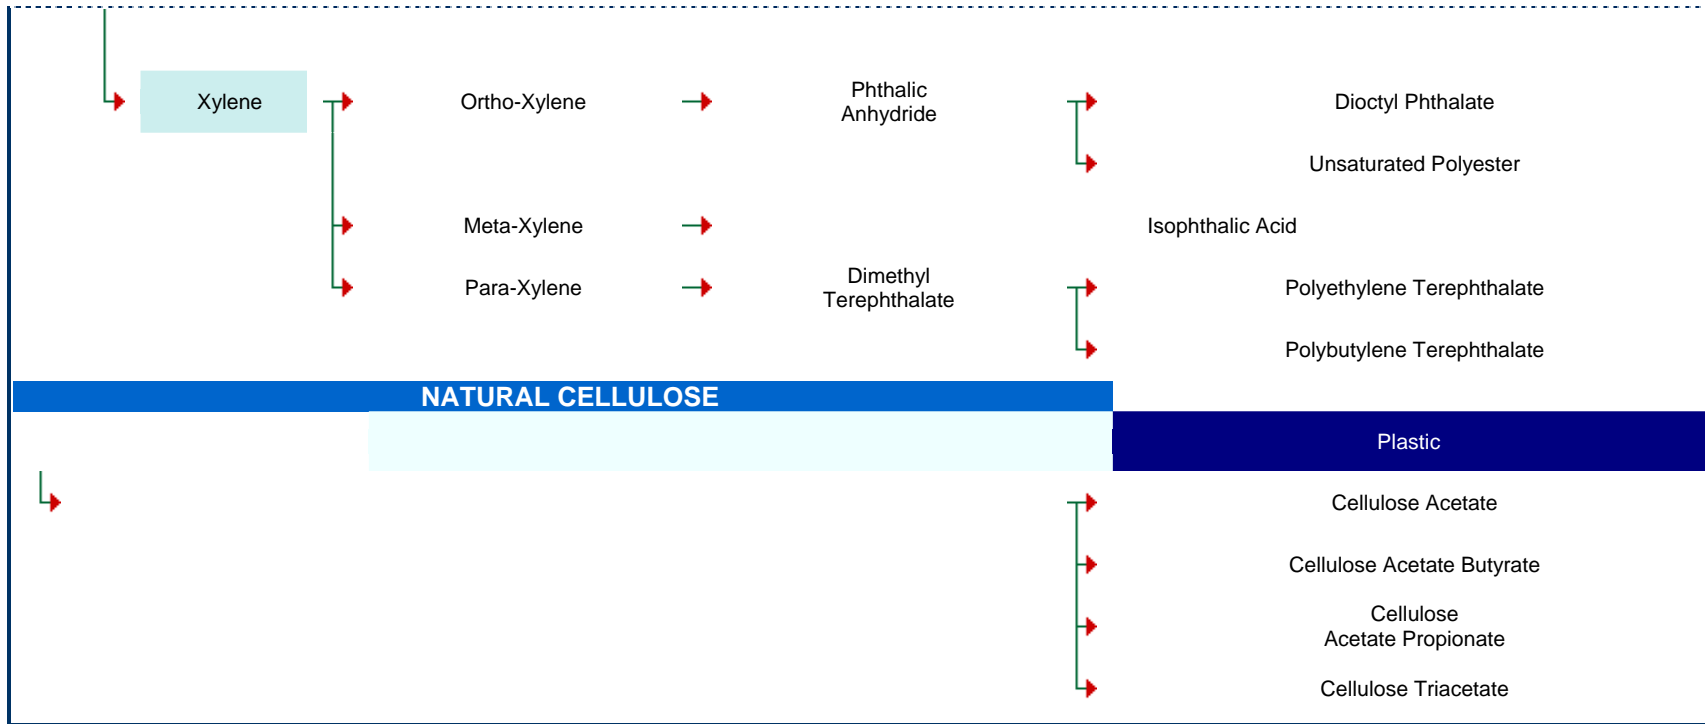 Xylene
Ortho-Xylene
Phthalic
Anhydride
Dioctyl Phthalate
Unsaturated Polyester
Meta-Xylene
Isophthalic Acid
Para-Xylene
Dimethyl
Terephthalate
Polyethylene Terephthalate
Polybutylene Terephthalate
NATURAL CELLULOSE
Plastic
Cellulose Acetate
Cellulose Acetate Butyrate
Cellulose
Acetate Propionate
Cellulose Triacetate